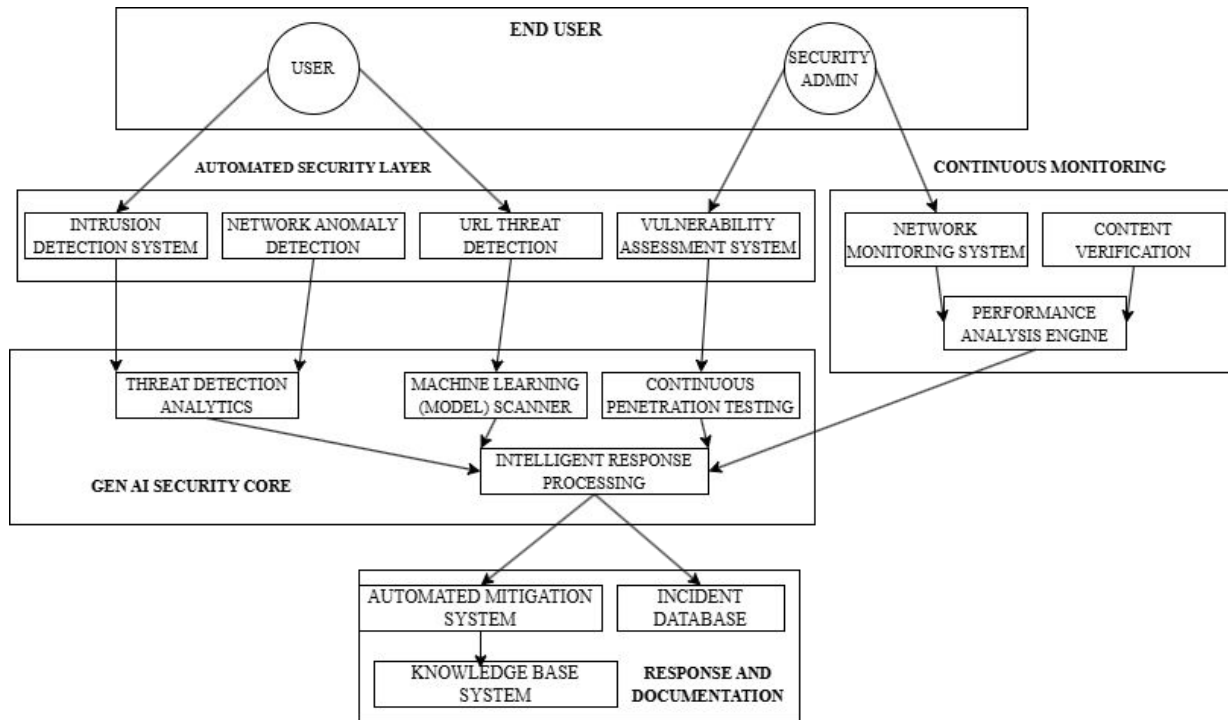 END USER
USER
SECURITY
ADMIN
AUTOMATED SECURITY LAYER
CONTINUOUS MONITORING
INTRUSION
DETECTION SYSTEM
NETWORK ANOMALY
DETECTION
URL THREAT
DETECTION
VULNERABILITY
ASSESSMENT SYSTEM
NETWORK
MONITORING SYSTEM
CONTENT
VERIFICATION
PERFORMANCE
ANALYSIS ENGINE
THREAT DETECTION
ANALYTICS
MACHINE LEARNING
(MODEL) SCANNER
CONTINUOUS
PENETRATION TESTING
INTELLIGENT RESPONSE
PROCESSING
GEN AI SECURITY CORE
AUTOMATED MITIGATION
SYSTEM
INCIDENT
DATABASE
KNOWLEDGE BASE
SYSTEM
RESPONSE AND
DOCUMENTATION